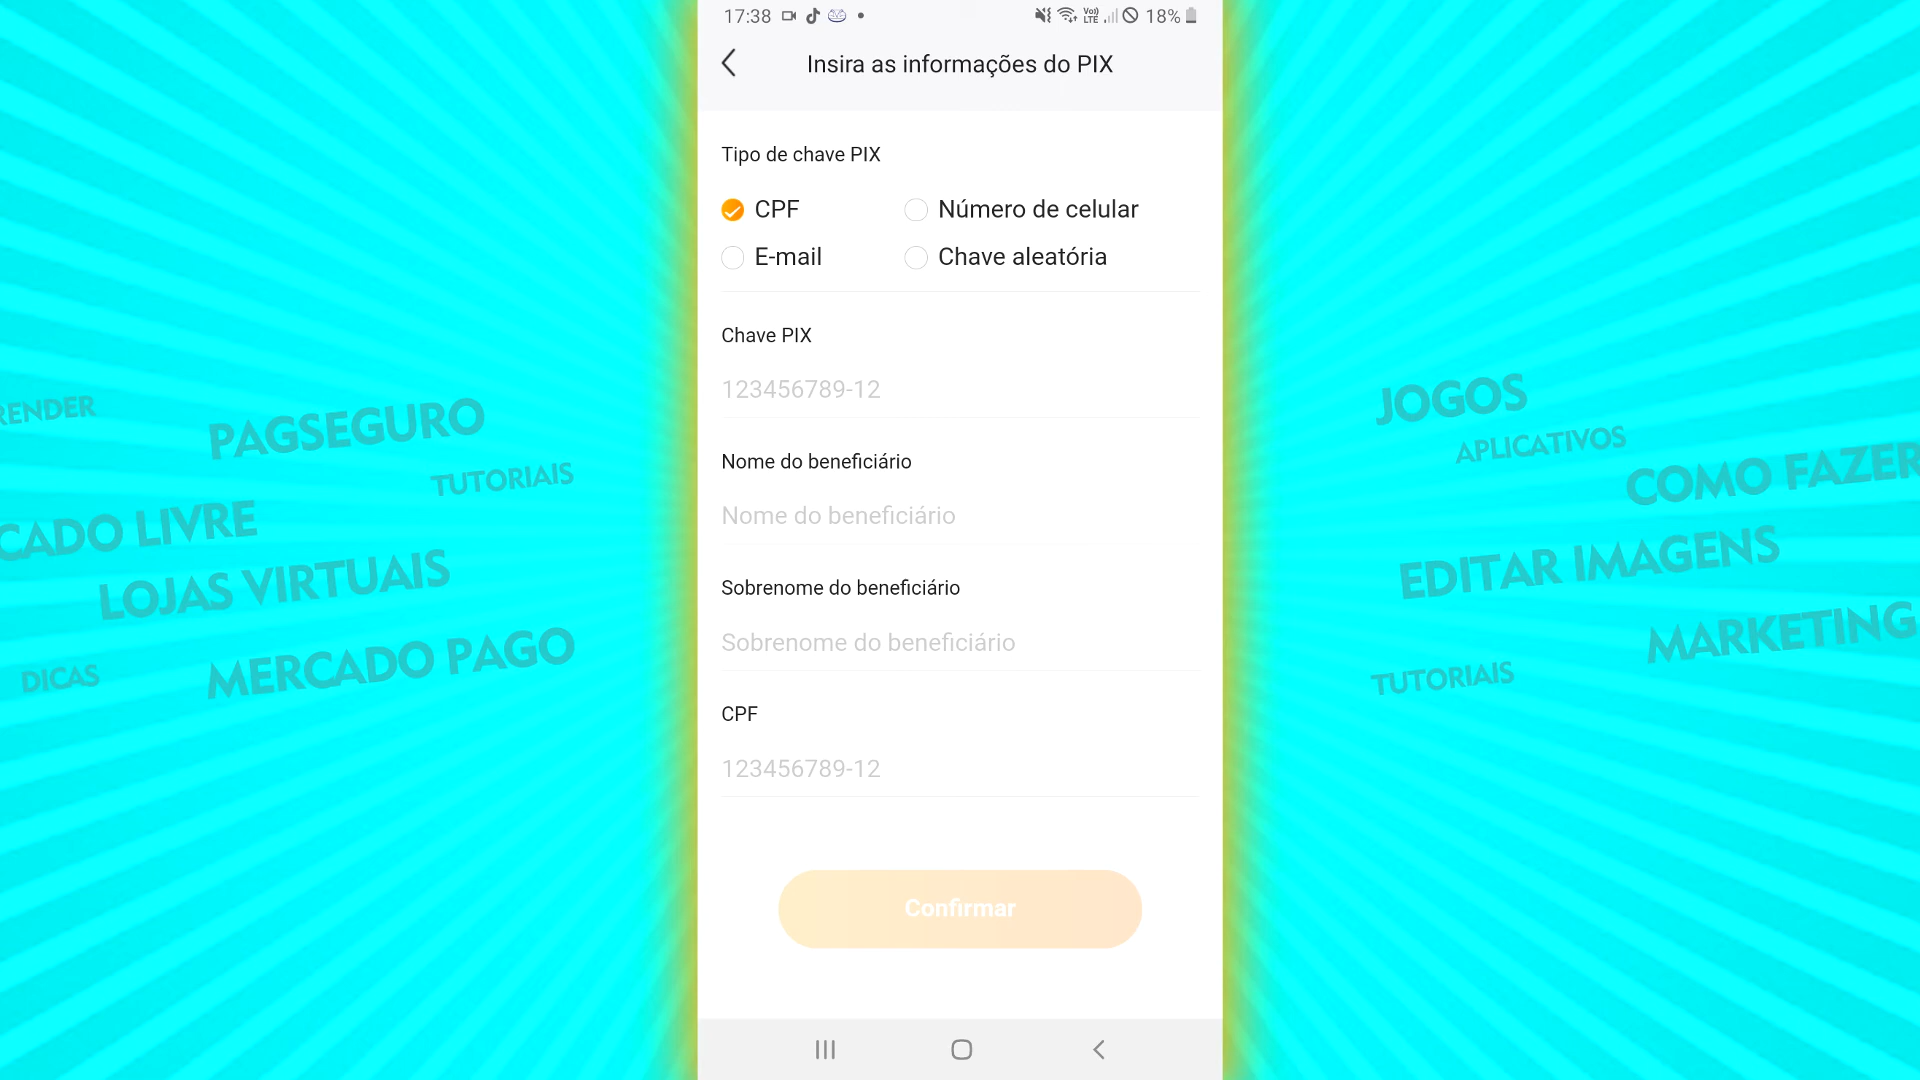 17:38
Vo))
LTE
18%
Insira as informações do PIX
Tipo de chave PIX
CPF
Número de celular
E-mail
Chave aleatória
Chave PIX
123456789-12
Nome do beneficiário
Nome do beneficiário
Sobrenome do beneficiário
Sobrenome do beneficiário
CPF
123456789-12
Confirmar
RENDER
PAGSEGURO
TUTORIAIS
CADO LIVRE
LOJAS VIRTUAIS
MERCADO PAGO
DICAS
JOGOS
APLICATIVOS
COMO FAZER
EDITAR IMAGENS
MARKETING
TUTORIAIS